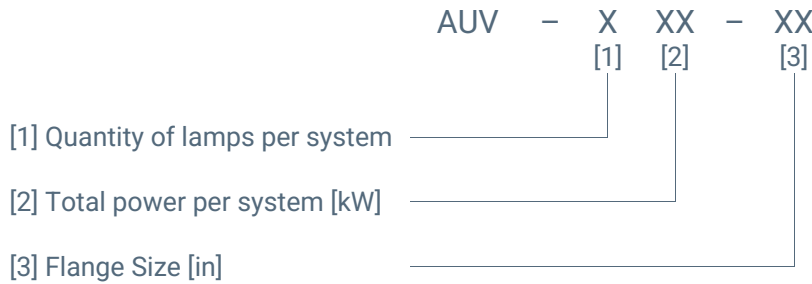 AUV – X XX – XX
[1] [2] [3]
[1] Quantity of lamps per system
[2] Total power per system [kW]
[3] Flange Size [in]